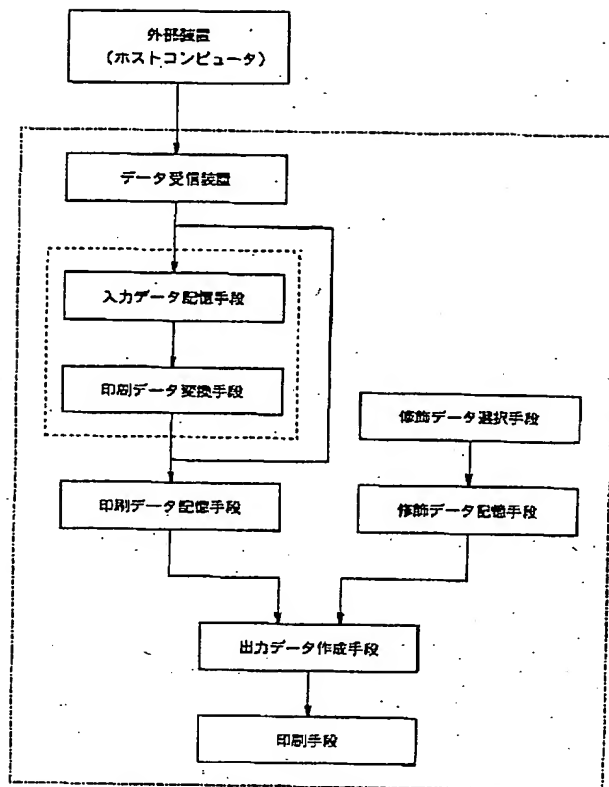 外部装置
(ホストコンピュータ)
データ受信装置
入力データ記憶手段
印刷データ変換手段
修飾データ選択手段
印刷データ記憶手段
修飾データ記憶手段
出力データ作成手段
印刷手段